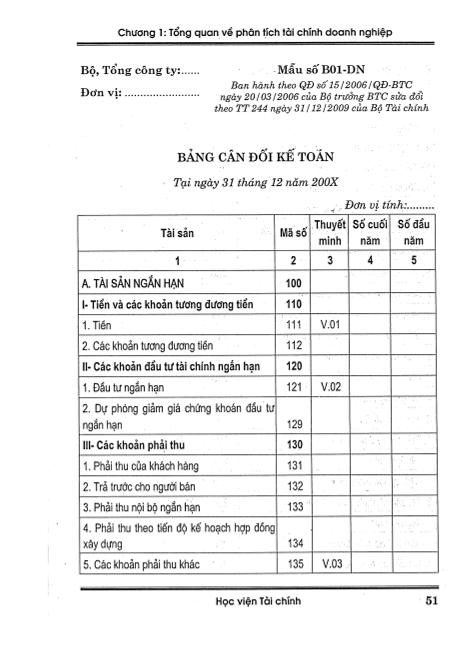 Chương 1: Tổng quan về phân tích tài chính doanh nghiệp
Bộ, Tổng công ty:......
Đơn vị: .........................
Mẫu số B01-DN
Ban hành theo QĐ số 15/2006/QĐ-BTC
ngày 20/03/2006 của Bộ trưởng BTC sửa đổi
theo TT 244 ngày 31/12/2009 của Bộ Tài chính
BẢNG CÂN ĐỐI KẾ TOÁN
Tại ngày 31 tháng 12 năm 200X
Đơn vị tính:.........
Tài sản Mã số Thuyết minh Số cuối năm Số đầu năm
1 2 3 4 5
A. TÀI SẢN NGẮN HẠN 100
I- Tiền và các khoản tương đương tiền 110
1. Tiền 111 V.01
2. Các khoản tương đương tiền 112
II- Các khoản đầu tư tài chính ngắn hạn 120
1. Đầu tư ngắn hạn 121 V.02
2. Dự phòng giảm giá chứng khoán đầu tư
ngắn hạn 129
III- Các khoản phải thu 130
1. Phải thu của khách hàng 131
2. Trả trước cho người bán 132
3. Phải thu nội bộ ngắn hạn 133
4. Phải thu theo tiến độ kế hoạch hợp đồng
xây dựng 134
5. Các khoản phải thu khác 135 V.03
Học viện Tài chính 51